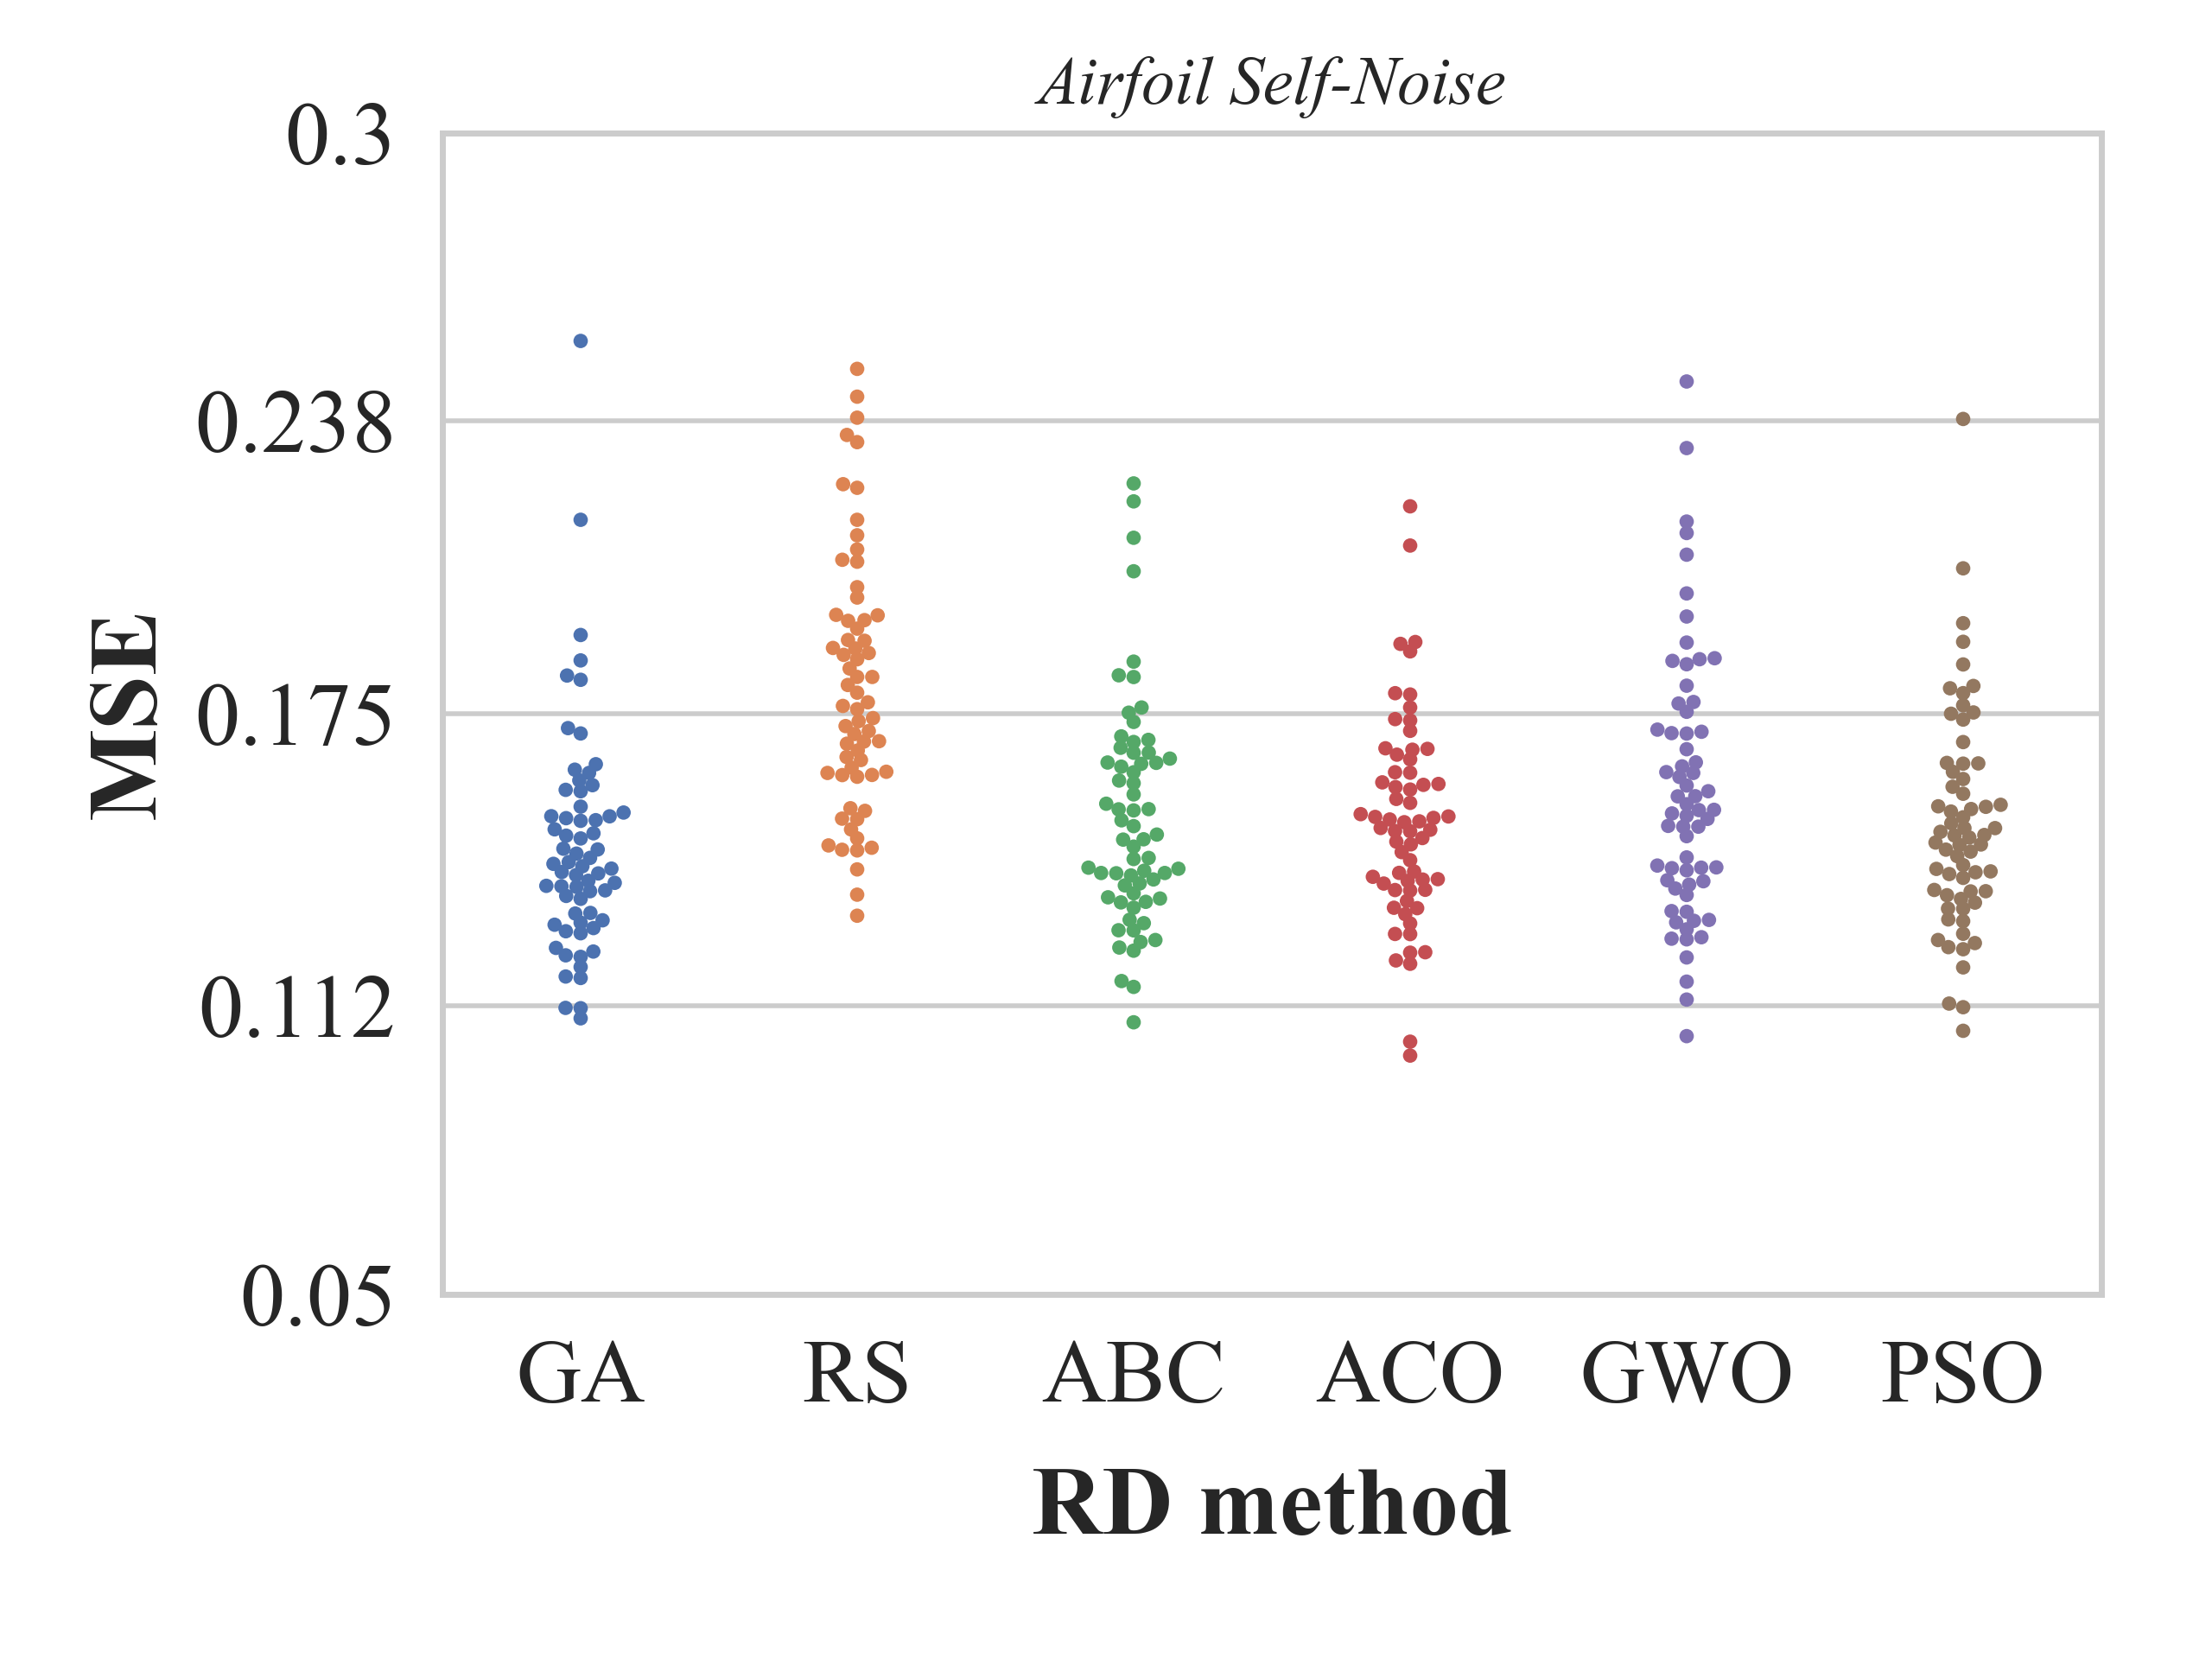 Airfoil Self-Noise
0.3
0.238
0.175
0.112
0.05
MSE
GA RS ABC ACO GWO PSO
RD method